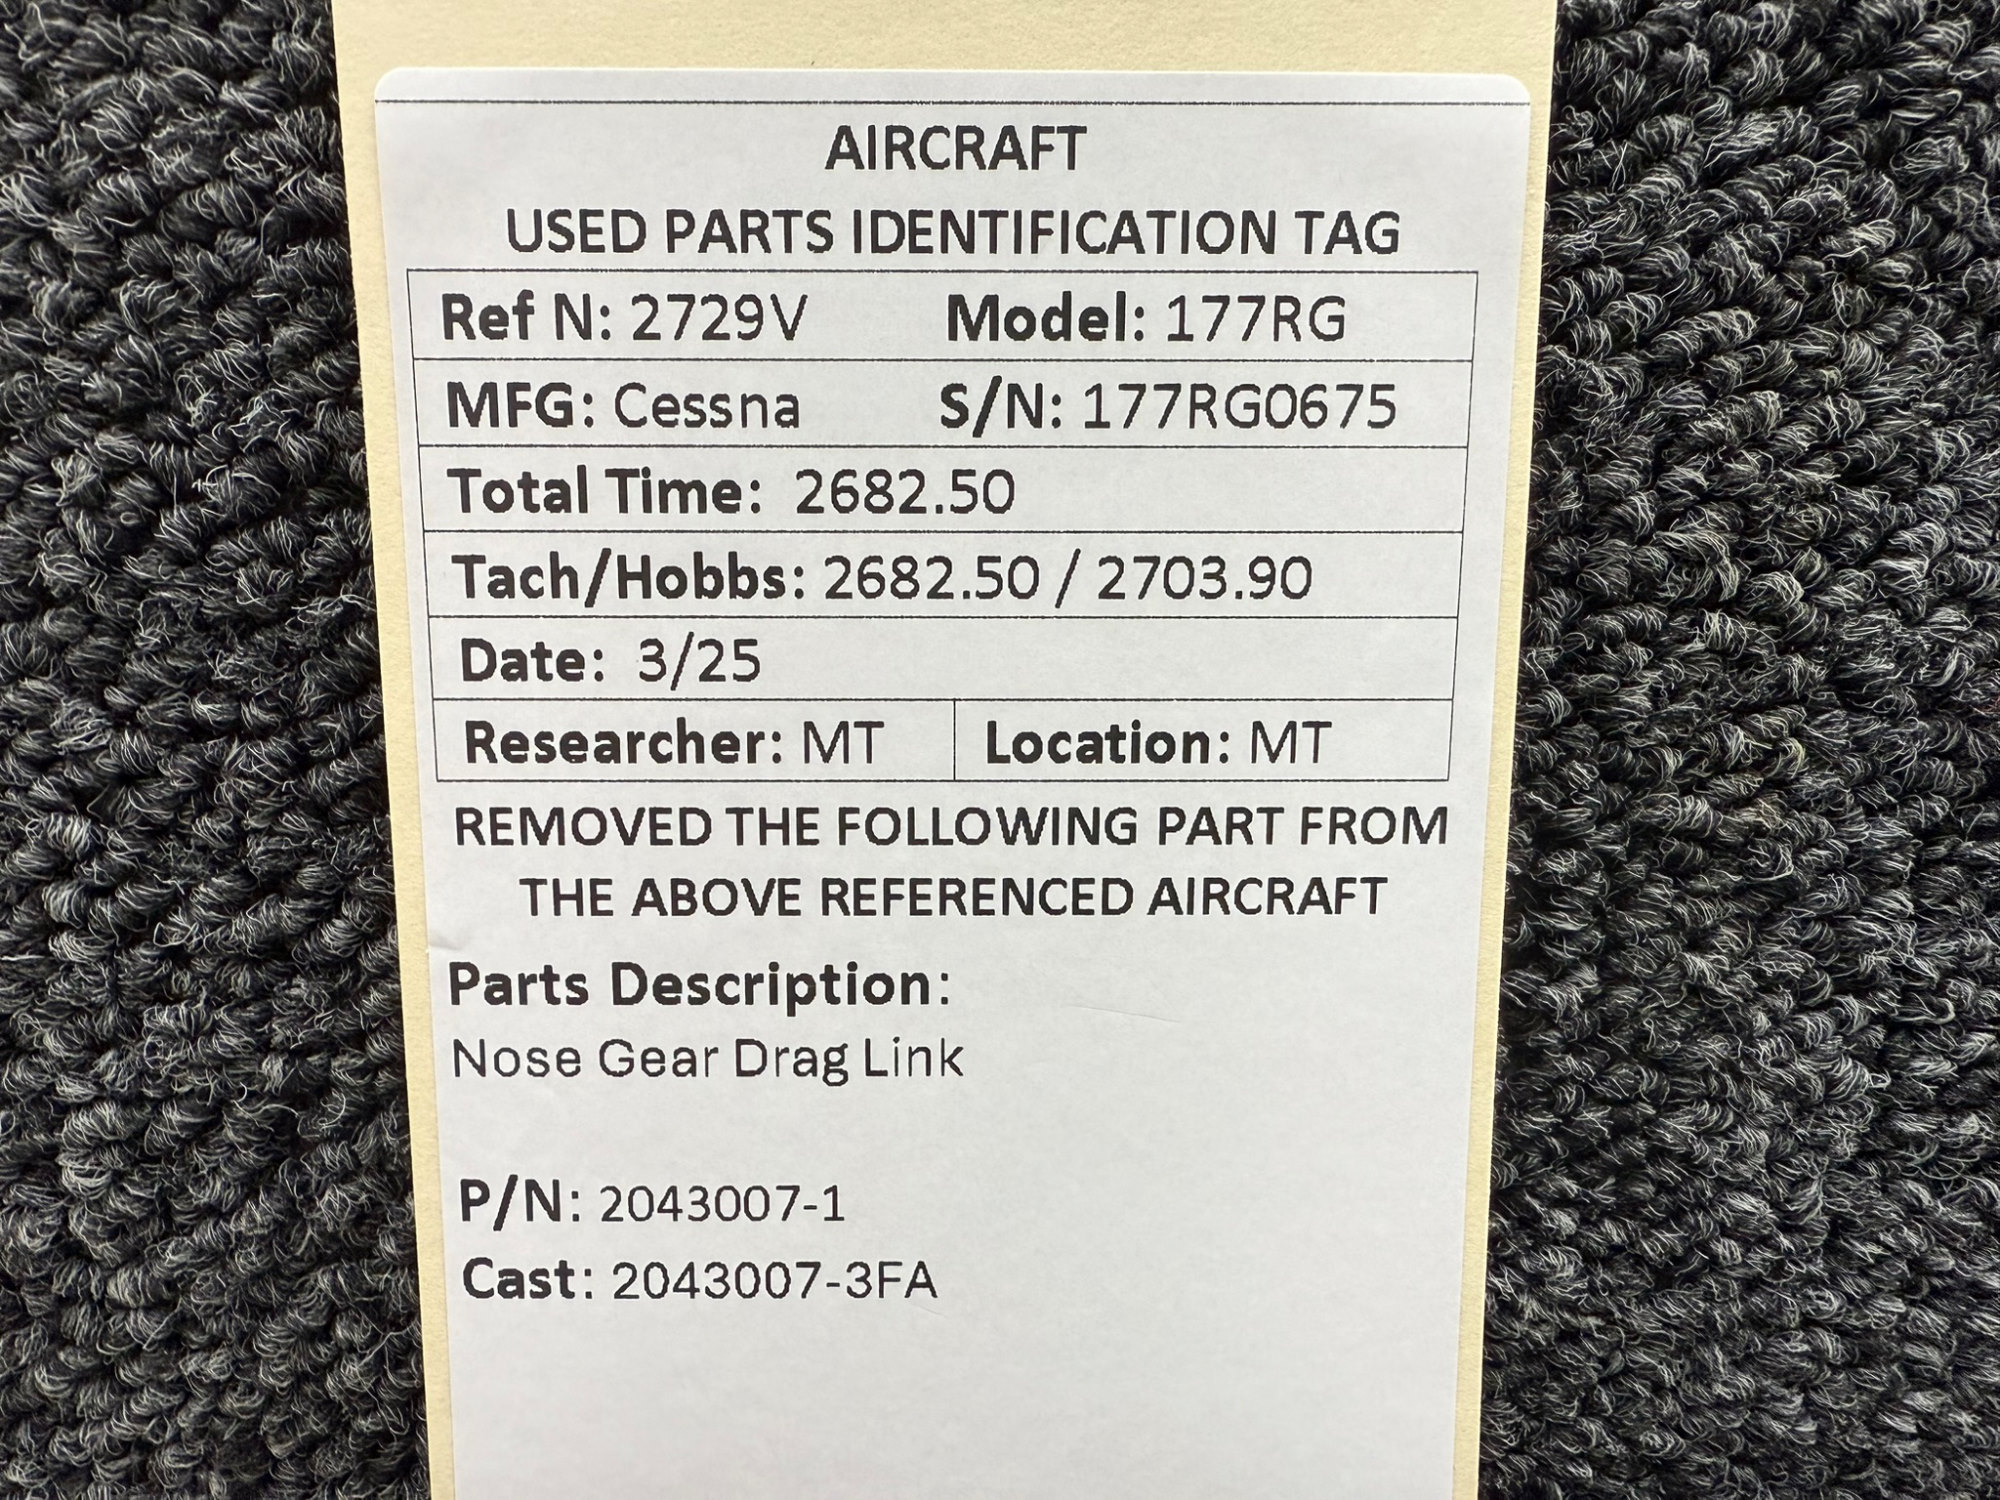 AIRCRAFT
USED PARTS IDENTIFICATION TAG
Ref N: 2729V Model: 177RG
MFG: Cessna S/N: 177RG0675
Total Time: 2682.50
Tach/Hobbs: 2682.50 / 2703.90
Date: 3/25
Researcher: MT Location: MT
REMOVED THE FOLLOWING PART FROM
THE ABOVE REFERENCED AIRCRAFT
Parts Description:
Nose Gear Drag Link
P/N: 2043007-1
Cast: 2043007-3FA